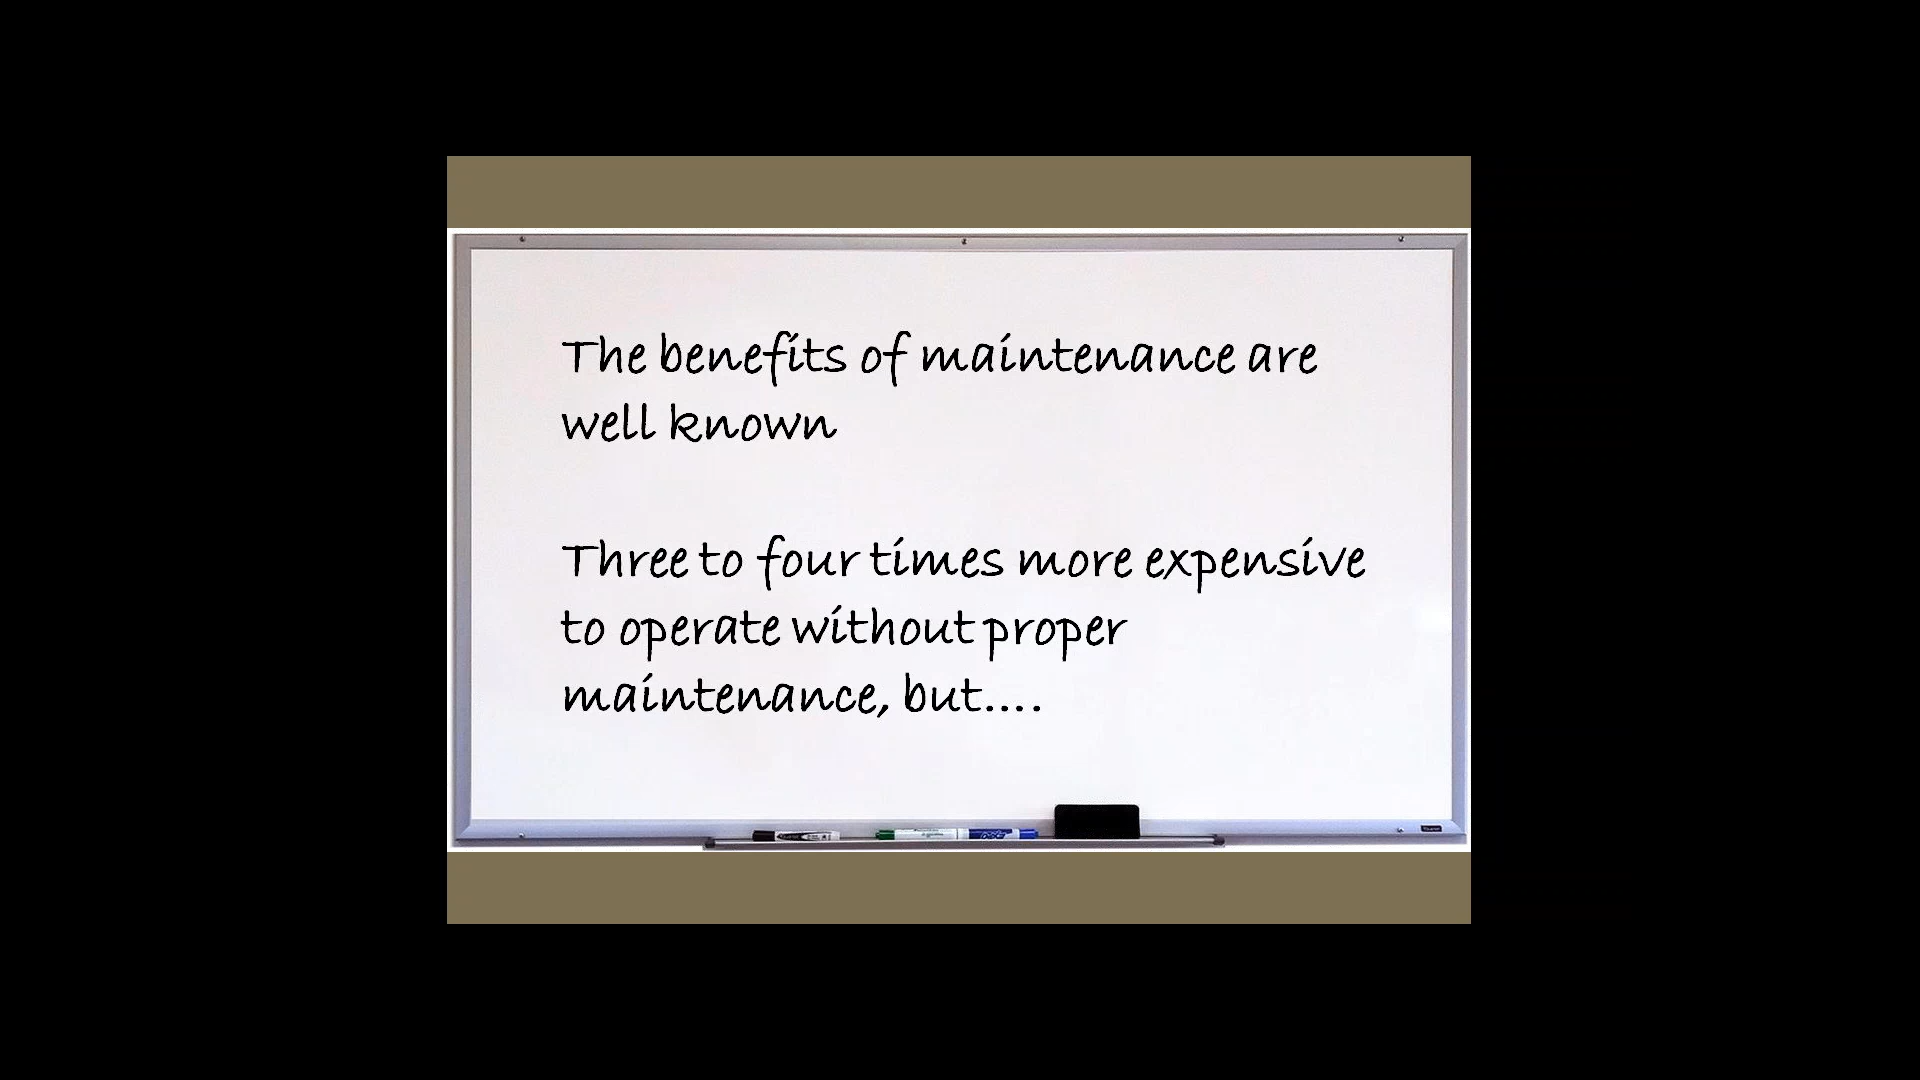 The benefits of maintenance are
well known
Three to four times more expensive
to operate without proper
maintenance, but....